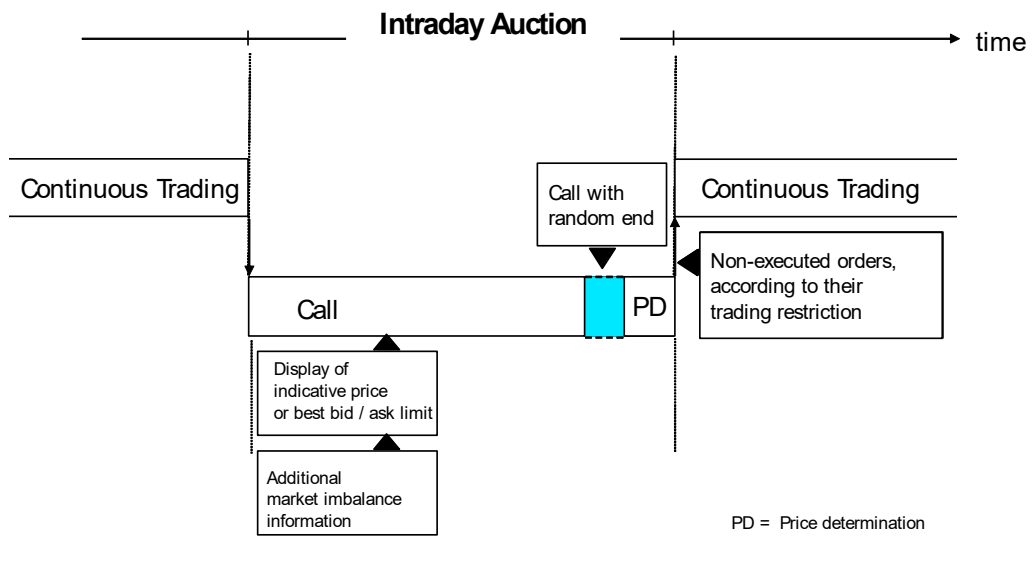 Intraday Auction
time
Continuous Trading
Call with
random end
Continuous Trading
Non-executed orders,
according to their
trading restriction
Call
PD
Display of
indicative price
or best bid / ask limit
Additional
market imbalance
information
PD = Price determination